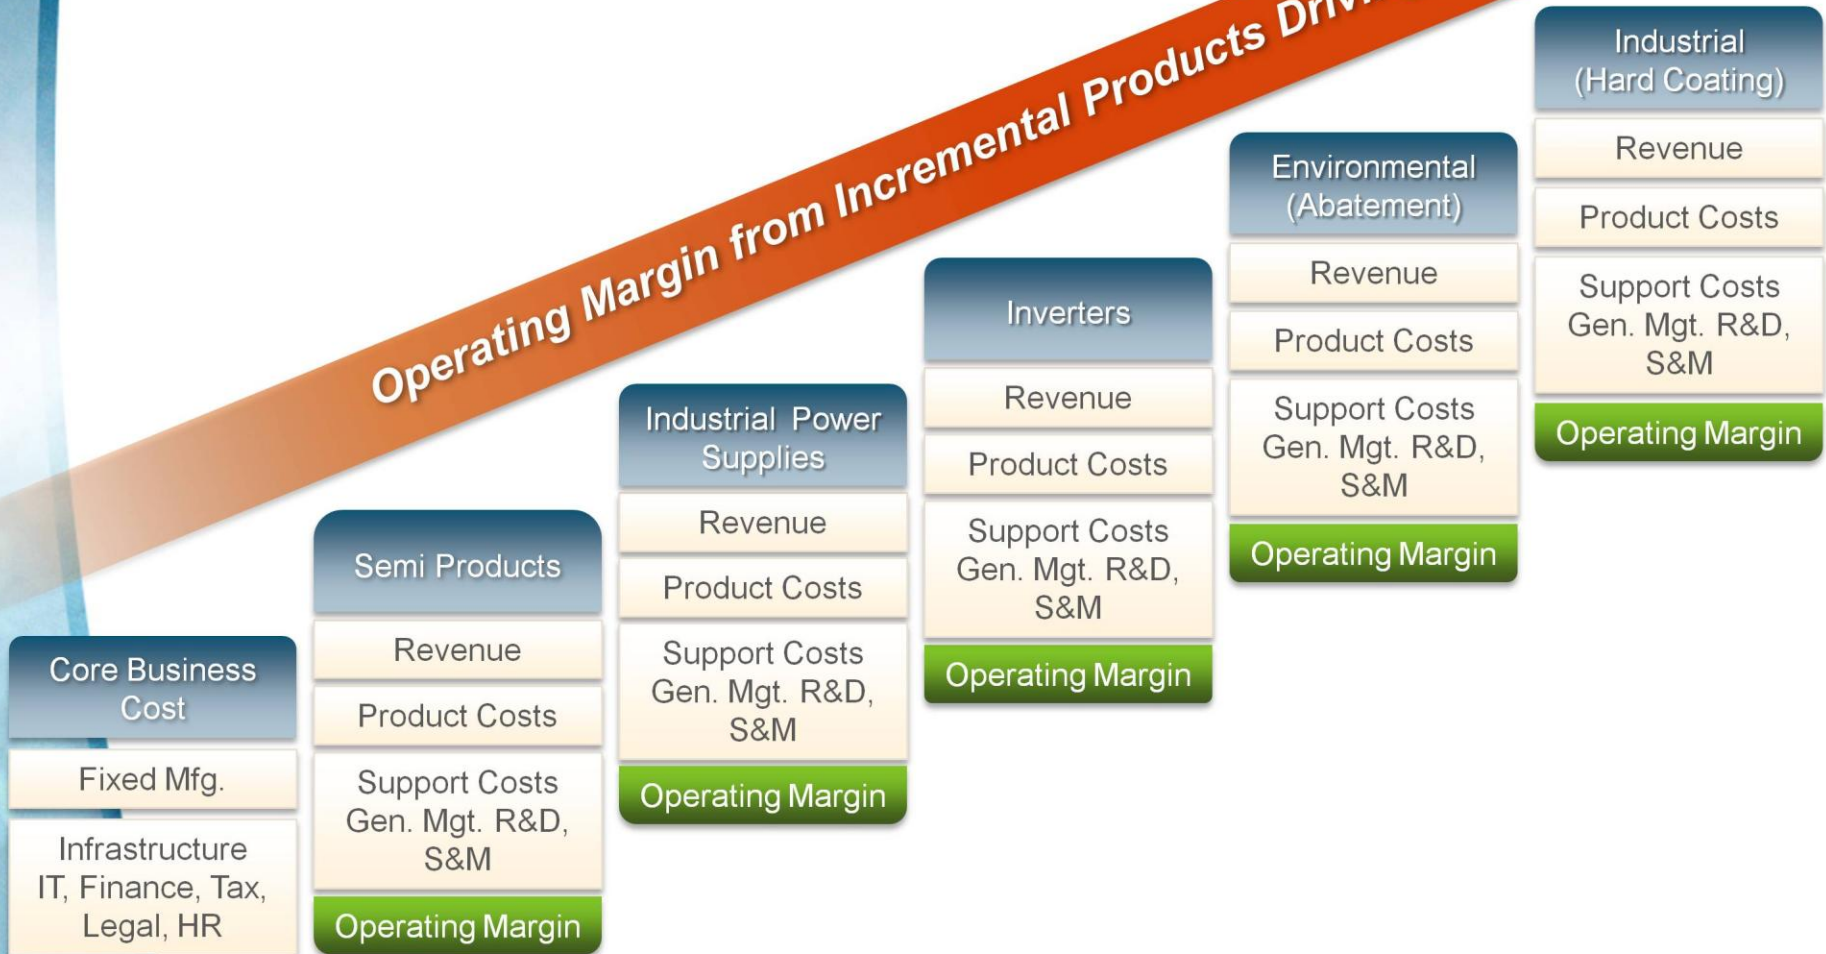 Operating Margin from Incremental Products
Core Business
Cost
Fixed Mfg.
Infrastructure
IT, Finance, Tax,
Legal, HR
Semi Products
Revenue
Product Costs
Support Costs
Gen. Mgt. R&D,
S&M
Operating Margin
Industrial Power
Supplies
Revenue
Product Costs
Support Costs
Gen. Mgt. R&D,
S&M
Operating Margin
Inverters
Revenue
Product Costs
Support Costs
Gen. Mgt. R&D,
S&M
Operating Margin
Environmental
(Abatement)
Revenue
Product Costs
Support Costs
Gen. Mgt. R&D,
S&M
Operating Margin
Industrial
(Hard Coating)
Revenue
Product Costs
Support Costs
Gen. Mgt. R&D,
S&M
Operating Margin